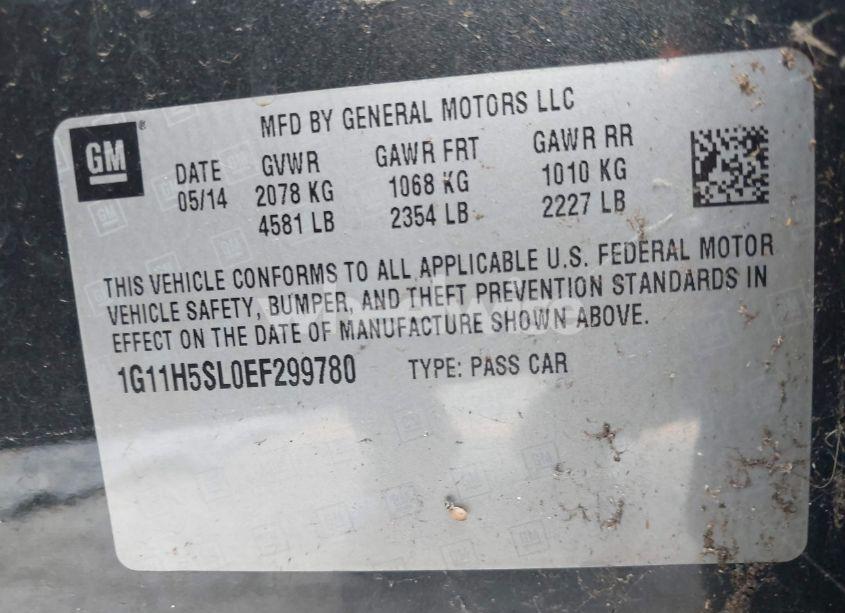 MFD BY GENERAL MOTORS LLC
GM
DATE GVWR GAWR FRT GAWR RR
05/14 2078 KG 1068 KG 1010 KG
4581 LB 2354 LB 2227 LB
THIS VEHICLE CONFORMS TO ALL APPLICABLE U.S. FEDERAL MOTOR
VEHICLE SAFETY, BUMPER, AND THEFT PREVENTION STANDARDS IN
EFFECT ON THE DATE OF MANUFACTURE SHOWN ABOVE.
1G11H5SL0EF299780 TYPE: PASS CAR